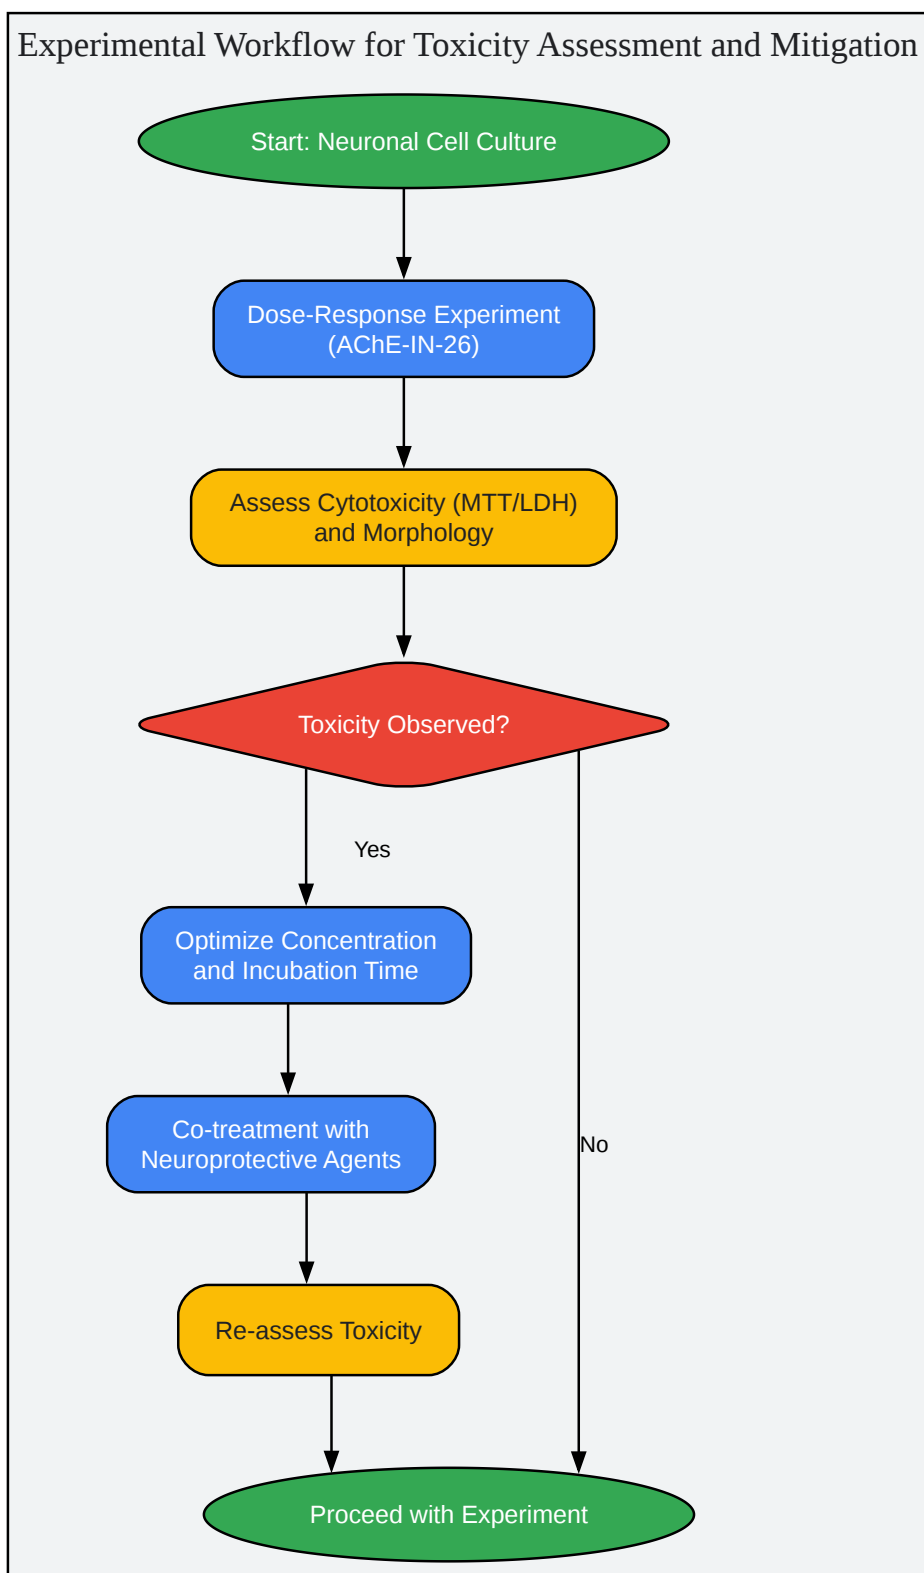 Experimental Workflow for Toxicity Assessment and Mitigation
Start: Neuronal Cell Culture
Dose-Response Experiment
(AChE-IN-26)
Assess Cytotoxicity (MTT/LDH)
and Morphology
Toxicity Observed?
Yes
Optimize Concentration
and Incubation Time
Co-treatment with
Neuroprotective Agents
No
Re-assess Toxicity
Proceed with Experiment